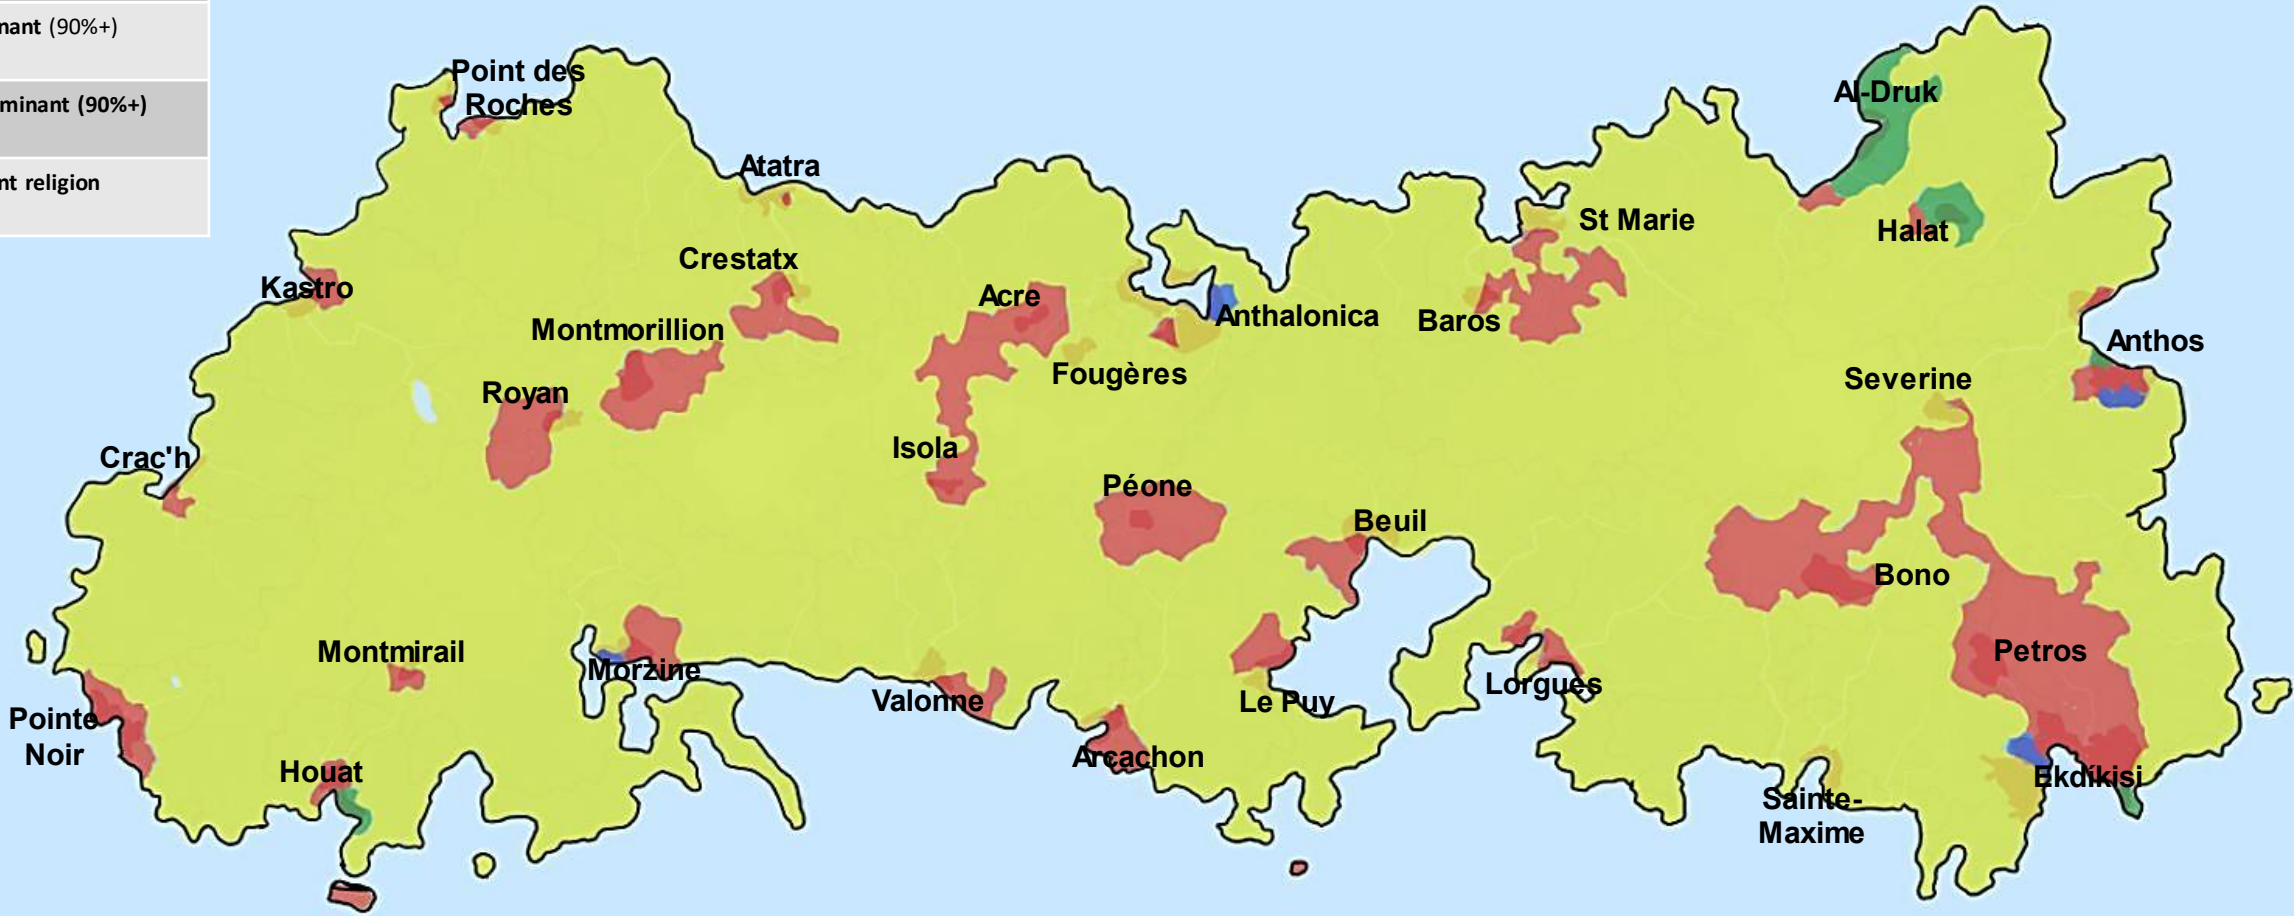 nant (90%+)
minant (90%+)
nt religion
Point des
Roches
Al-Druk
Atatra
St Marie
Halat
Crestatx
Kastro
Acre
Anthalonica
Baros
Montmorillion
Anthos
Fougères
Severine
Royan
Isola
Crac'h
Péone
Beuil
Bono
Montmirail
Petros
Morzine
Lorgues
Valonne
Le Puy
Pointe
Noir
Arcachon
Houat
Ekdíkisi
Sainte-
Maxime